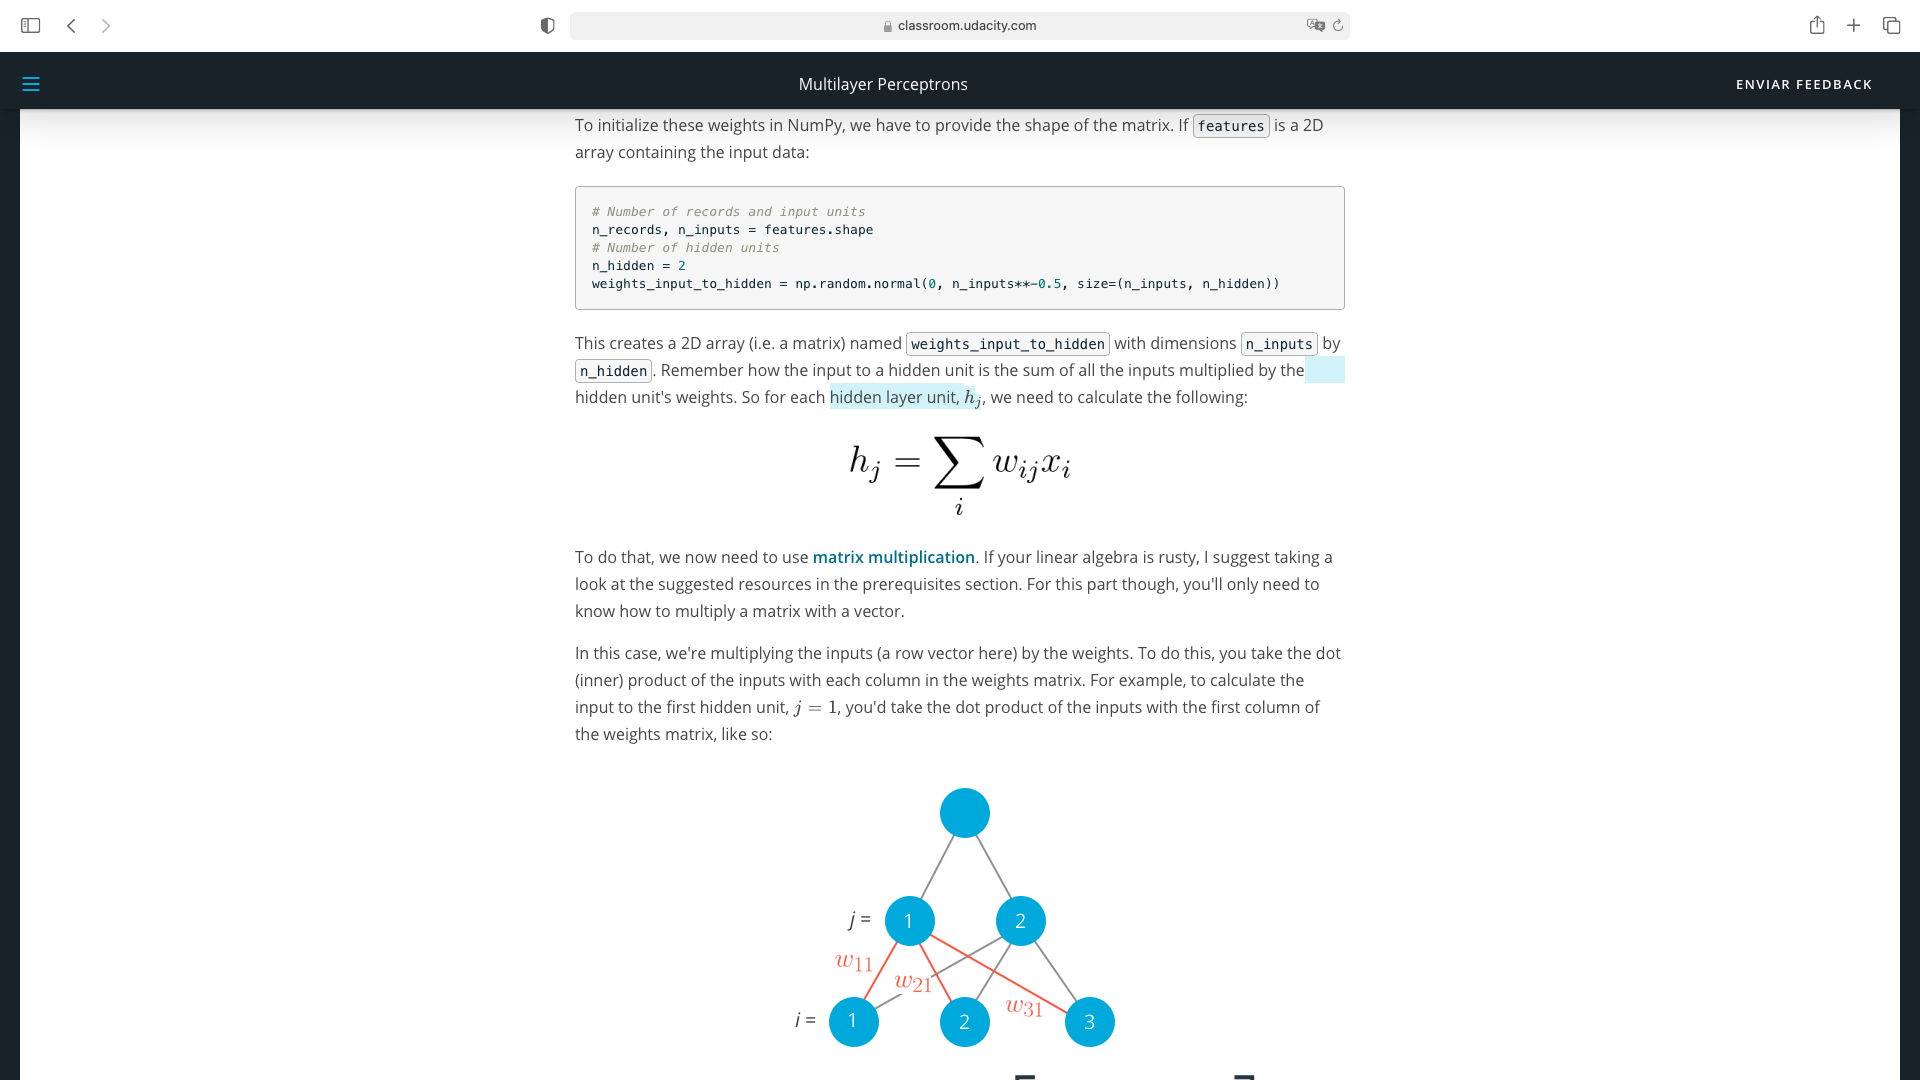 classroom.udacity.com
Multilayer Perceptrons
ENVIAR FEEDBACK
To initialize these weights in NumPy, we have to provide the shape of the matrix. If features is a 2D
array containing the input data:
# Number of records and input units
n_records, n_inputs = features.shape
# Number of hidden units
n_hidden = 2
weights_input_to_hidden = np.random.normal(0, n_inputs**-0.5, size=(n_inputs, n_hidden))
This creates a 2D array (i.e. a matrix) named weights_input_to_hidden with dimensions n_inputs by
n_hidden. Remember how the input to a hidden unit is the sum of all the inputs multiplied by the
hidden unit's weights. So for each hidden layer unit, h_j, we need to calculate the following:
h_j = ∑_i w_{ij}x_i
To do that, we now need to use matrix multiplication. If your linear algebra is rusty, I suggest taking a
look at the suggested resources in the prerequisites section. For this part though, you'll only need to
know how to multiply a matrix with a vector.
In this case, we're multiplying the inputs (a row vector here) by the weights. To do this, you take the dot
(inner) product of the inputs with each column in the weights matrix. For example, to calculate the
input to the first hidden unit, j = 1, you'd take the dot product of the inputs with the first column of
the weights matrix, like so:
j = 1 2
w11
w21
w31
i = 1 2 3